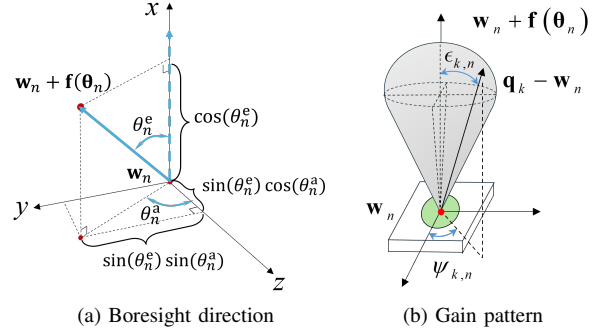 x
w_n + f(θ_n)
θ_n^e
cos(θ_n^e)
w_n
sin(θ_n^e) cos(θ_n^a)
y
θ_n^a
sin(θ_n^e) sin(θ_n^a)
z
(a) Boresight direction
w_n + f(θ_n)
ϵ_{k,n}
q_k − w_n
w_n
ψ_{k,n}
(b) Gain pattern